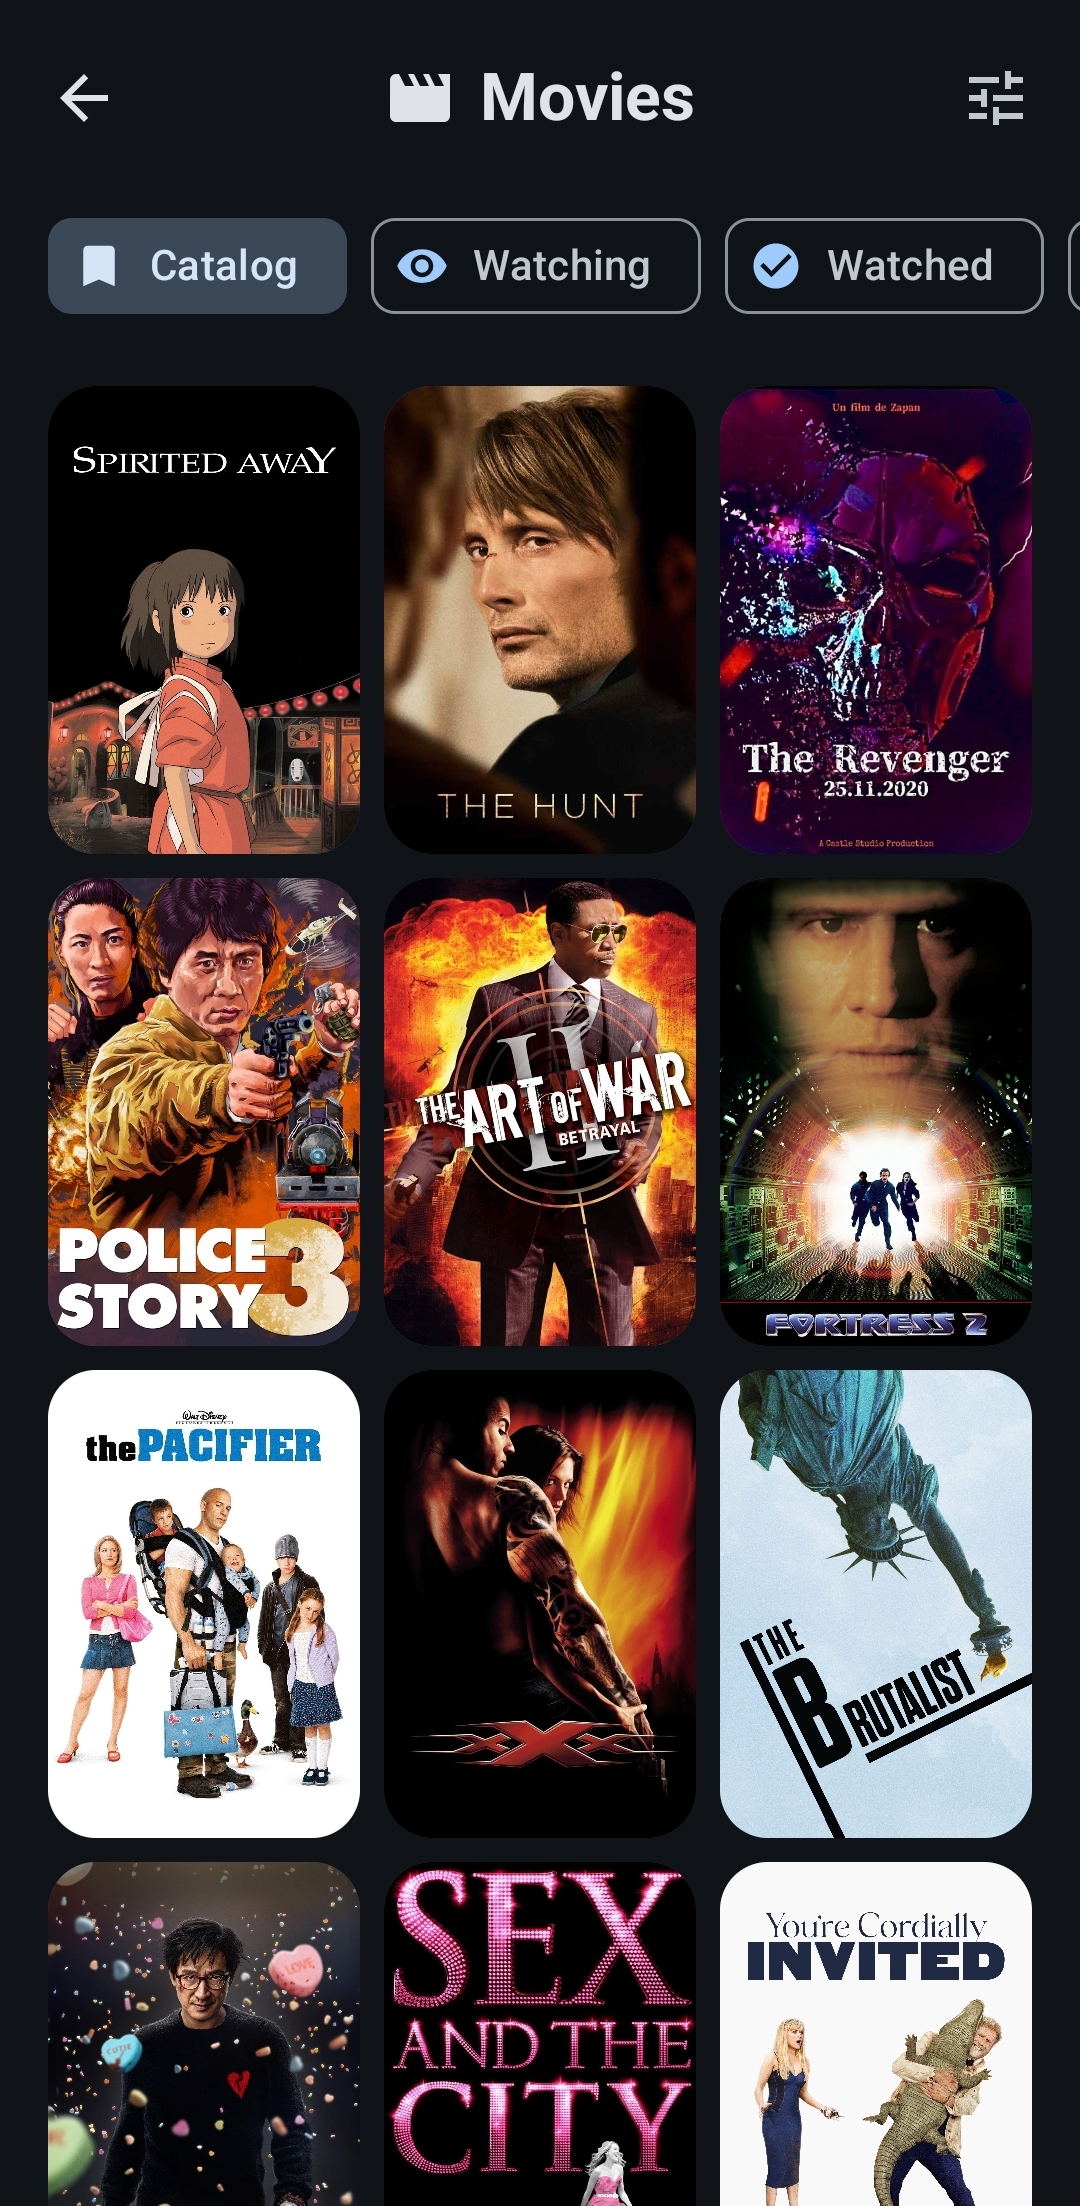 Movies
Catalog
Watching
Watched
SPIRITED AWAY
THE HUNT
Un film de Zapan
The Revenger
25.11.2020
A Castle Studio Production
POLICE
STORY 3
II
THE ART OF WAR
BETRAYAL
FORTRESS 2
WALT DISNEY
the PACIFIER
xXx
THE
BRUTALIST
LOVE
CUTIE
SEX
AND THE
CITY
You're Cordially
INVITED